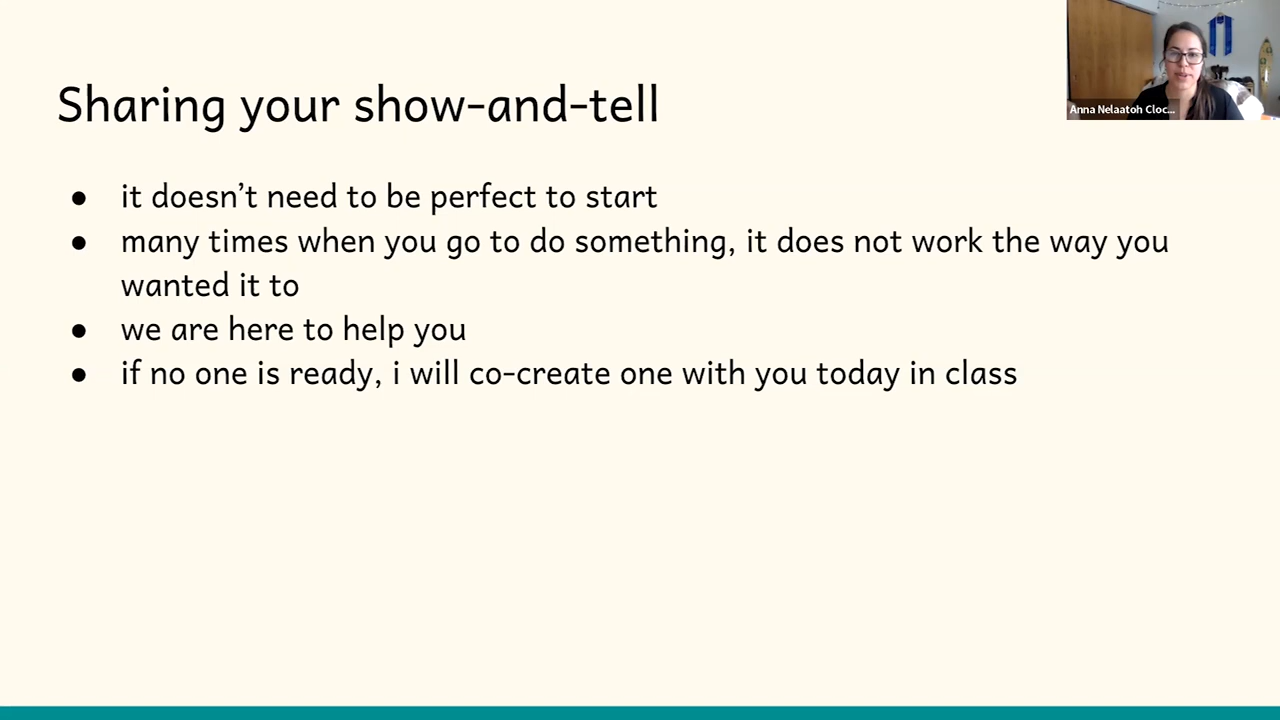 Sharing your show-and-tell
● it doesn’t need to be perfect to start
● many times when you go to do something, it does not work the way you
wanted it to
● we are here to help you
● if no one is ready, i will co-create one with you today in class
Anna Nelaatoh Cloc...